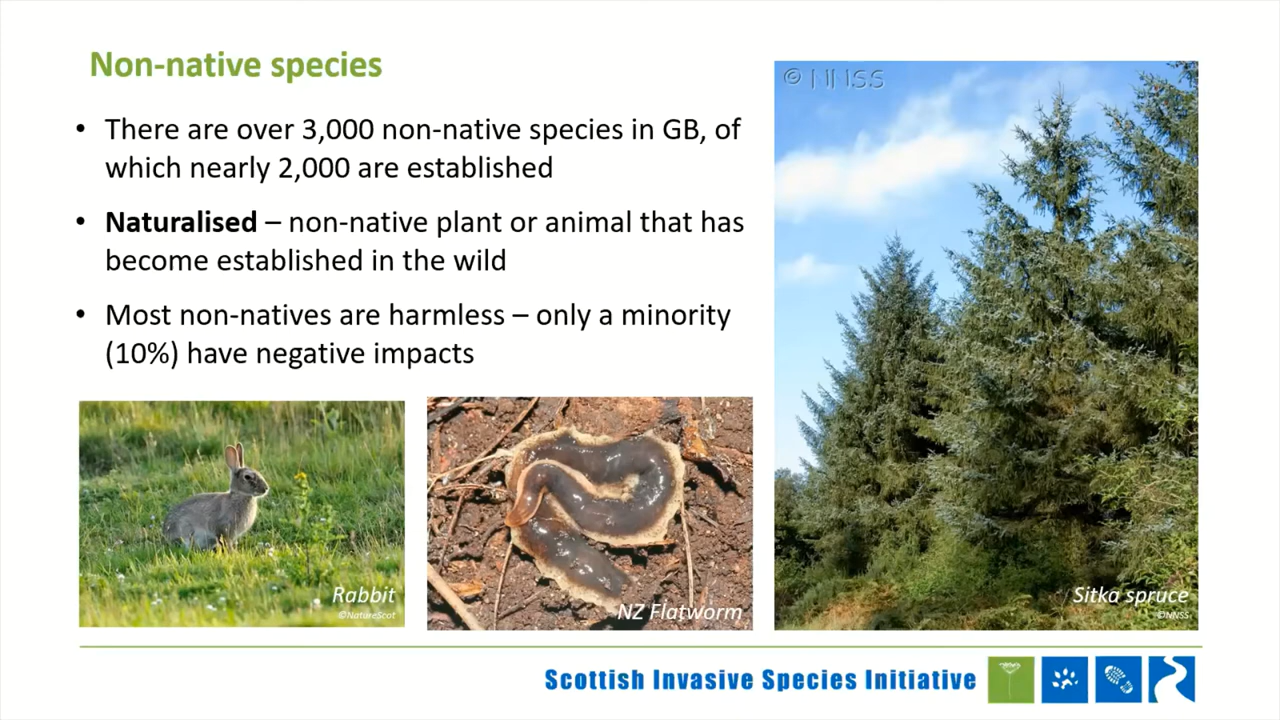 Non-native species
• There are over 3,000 non-native species in GB, of
which nearly 2,000 are established
• Naturalised – non-native plant or animal that has
become established in the wild
• Most non-natives are harmless – only a minority
(10%) have negative impacts
© NNSS
Rabbit
©NatureScot
NZ Flatworm
Sitka spruce
©NNSS
Scottish Invasive Species Initiative